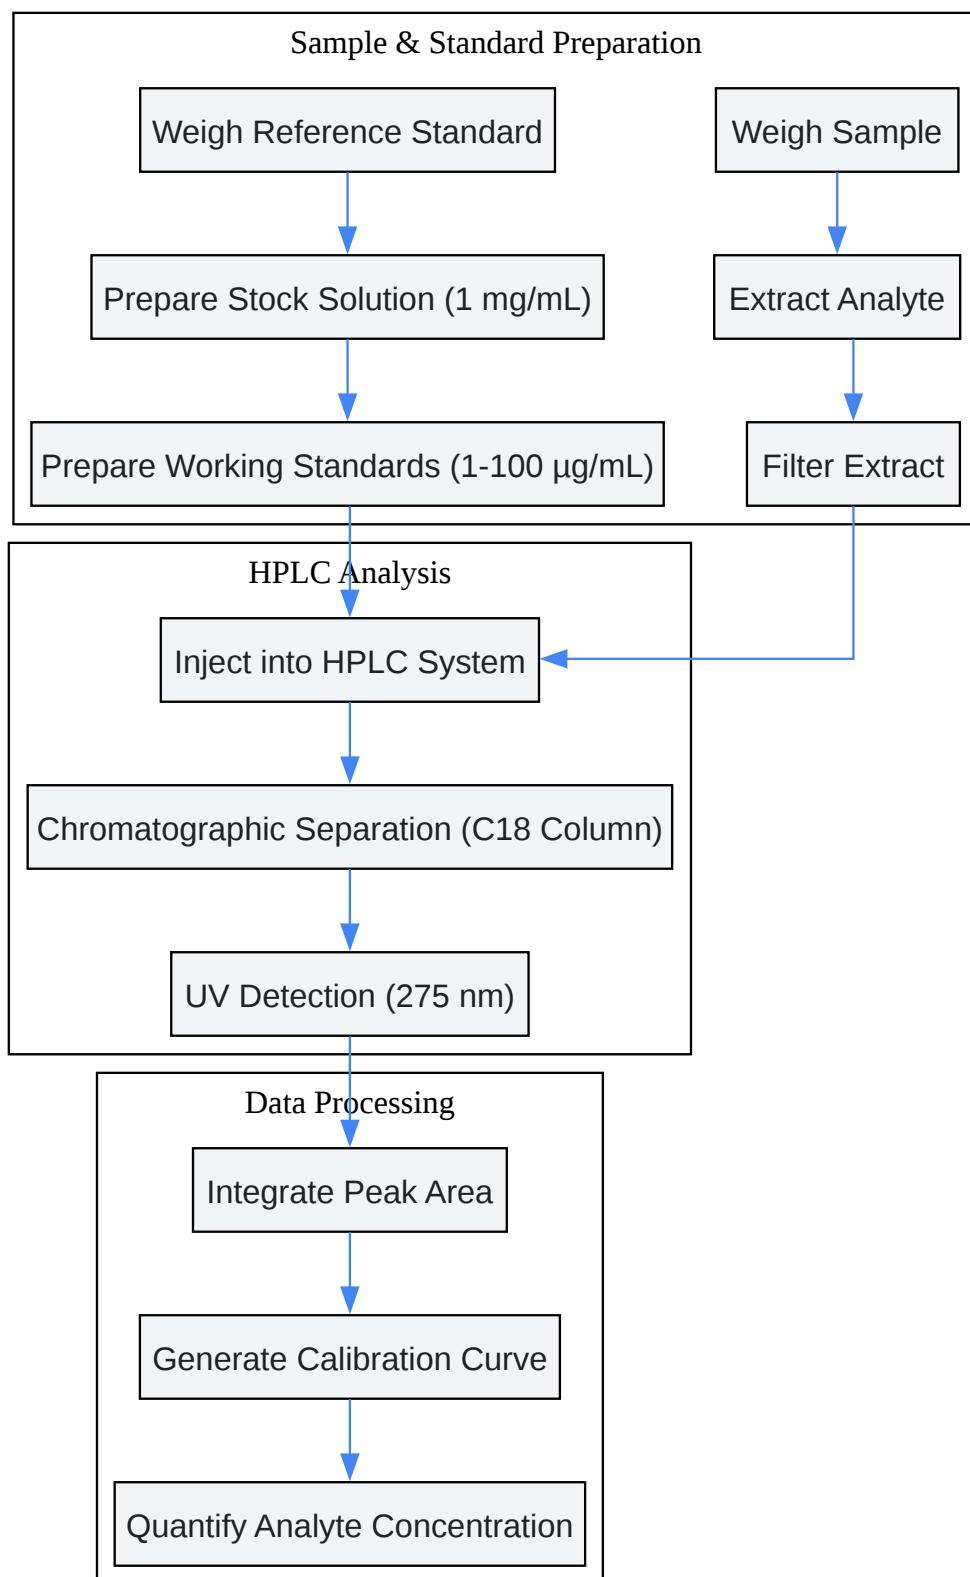 Sample & Standard Preparation
Weigh Reference Standard
Weigh Sample
Prepare Stock Solution (1 mg/mL)
Extract Analyte
Prepare Working Standards (1-100 µg/mL)
Filter Extract
HPLC Analysis
Inject into HPLC System
Chromatographic Separation (C18 Column)
UV Detection (275 nm)
Data Processing
Integrate Peak Area
Generate Calibration Curve
Quantify Analyte Concentration